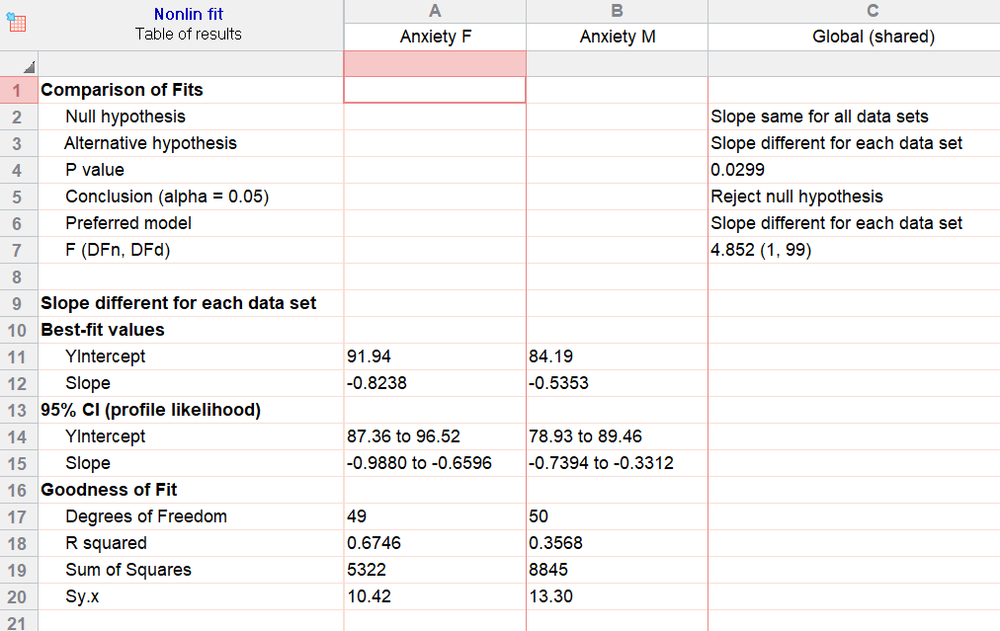 Nonlin fit A B C
Table of results Anxiety F Anxiety M Global (shared)
1 Comparison of Fits
2 Null hypothesis Slope same for all data sets
3 Alternative hypothesis Slope different for each data set
4 P value 0.0299
5 Conclusion (alpha = 0.05) Reject null hypothesis
6 Preferred model Slope different for each data set
7 F (DFn, DFd) 4.852 (1, 99)
8
9 Slope different for each data set
10 Best-fit values
11 YIntercept 91.94 84.19
12 Slope -0.8238 -0.5353
13 95% CI (profile likelihood)
14 YIntercept 87.36 to 96.52 78.93 to 89.46
15 Slope -0.9880 to -0.6596 -0.7394 to -0.3312
16 Goodness of Fit
17 Degrees of Freedom 49 50
18 R squared 0.6746 0.3568
19 Sum of Squares 5322 8845
20 Sy.x 10.42 13.30
21